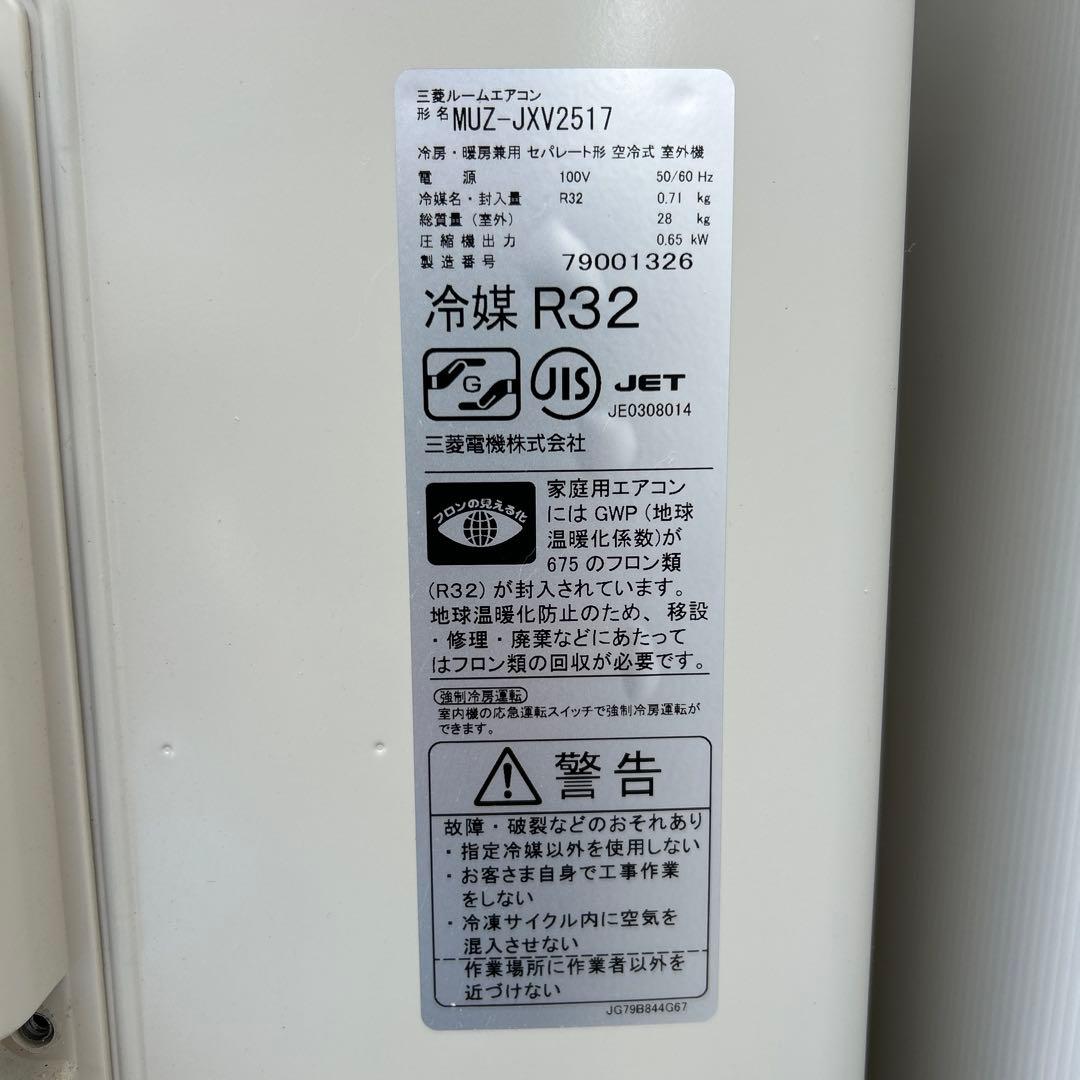 三菱ルームエアコン
形名 MUZ-JXV2517
冷房・暖房兼用 セパレート形 空冷式 室外機
電源 100V 50/60 Hz
冷媒名・封入量 R32 0.71 kg
総質量(室外) 28 kg
圧縮機出力 0.65 kW
製造番号 79001326
冷媒 R32
G JIS JET
JE0308014
三菱電機株式会社
フロンの見える化
家庭用エアコン
には GWP(地球
温暖化係数)が
675 のフロン類
(R32)が封入されています。
地球温暖化防止のため、移設
・修理・廃棄などにあたって
はフロン類の回収が必要です。
強制冷房運転
室内機の応急運転スイッチで強制冷房運転が
できます。
警告
故障・破裂などのおそれあり
・指定冷媒以外を使用しない
・お客さま自身で工事作業
をしない
・冷凍サイクル内に空気を
混入させない
作業場所に作業者以外を
近づけない
JG79B844G67